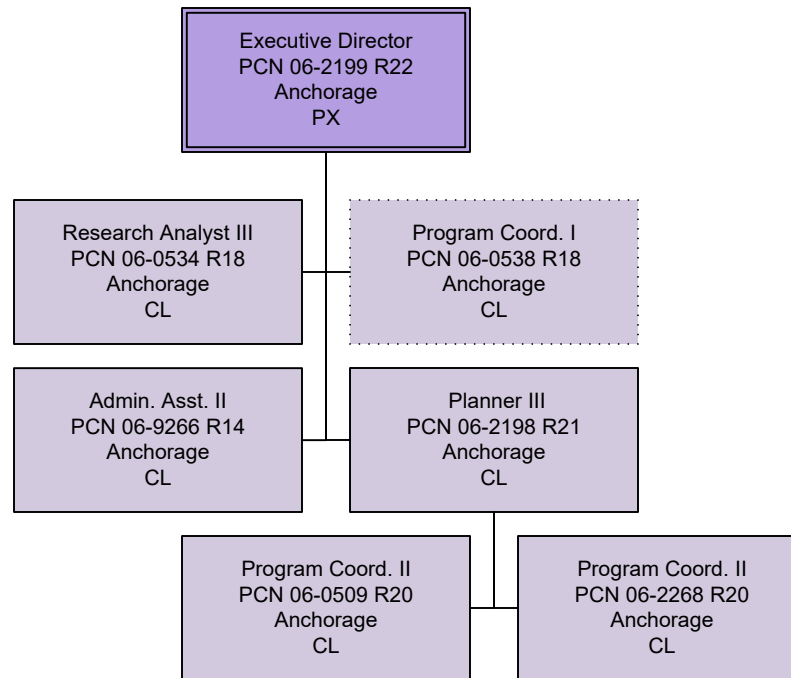 Executive Director
PCN 06-2199 R22
Anchorage
PX
Research Analyst III
PCN 06-0534 R18
Anchorage
CL
Program Coord. I
PCN 06-0538 R18
Anchorage
CL
Admin. Asst. II
PCN 06-9266 R14
Anchorage
CL
Planner III
PCN 06-2198 R21
Anchorage
CL
Program Coord. II
PCN 06-0509 R20
Anchorage
CL
Program Coord. II
PCN 06-2268 R20
Anchorage
CL